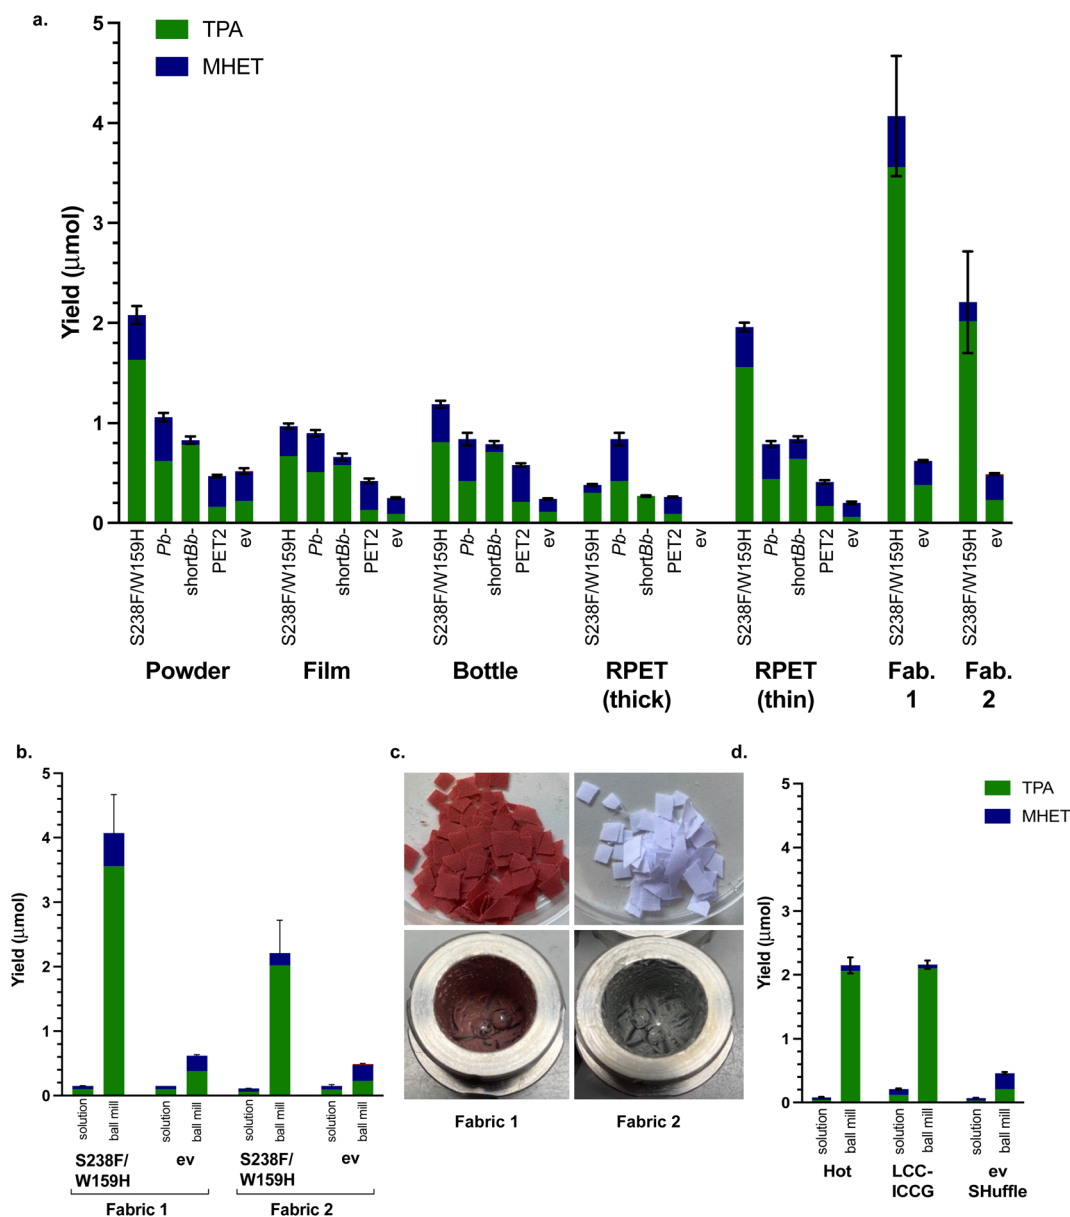 a.
TPA
MHET
Yield (μmol)
5
4
3
2
1
0
S238F/W159H
Pb-
shortBb-
PET2
ev
S238F/W159H
Pb-
shortBb-
PET2
ev
S238F/W159H
Pb-
shortBb-
PET2
ev
S238F/W159H
Pb-
shortBb-
PET2
ev
S238F/W159H
Pb-
shortBb-
PET2
ev
S238F/W159H
ev
S238F/W159H
ev
Powder
Film
Bottle
RPET
(thick)
RPET
(thin)
Fab.
1
Fab.
2
b.
Yield (μmol)
5
4
3
2
1
0
solution
ball mill
solution
ball mill
solution
ball mill
solution
ball mill
S238F/
W159H
ev
S238F/
W159H
ev
Fabric 1
Fabric 2
c.
Fabric 1
Fabric 2
d.
TPA
MHET
Yield (μmol)
5
4
3
2
1
0
solution
ball mill
solution
ball mill
solution
ball mill
Hot
LCC-
ICCG
ev
SHuffle